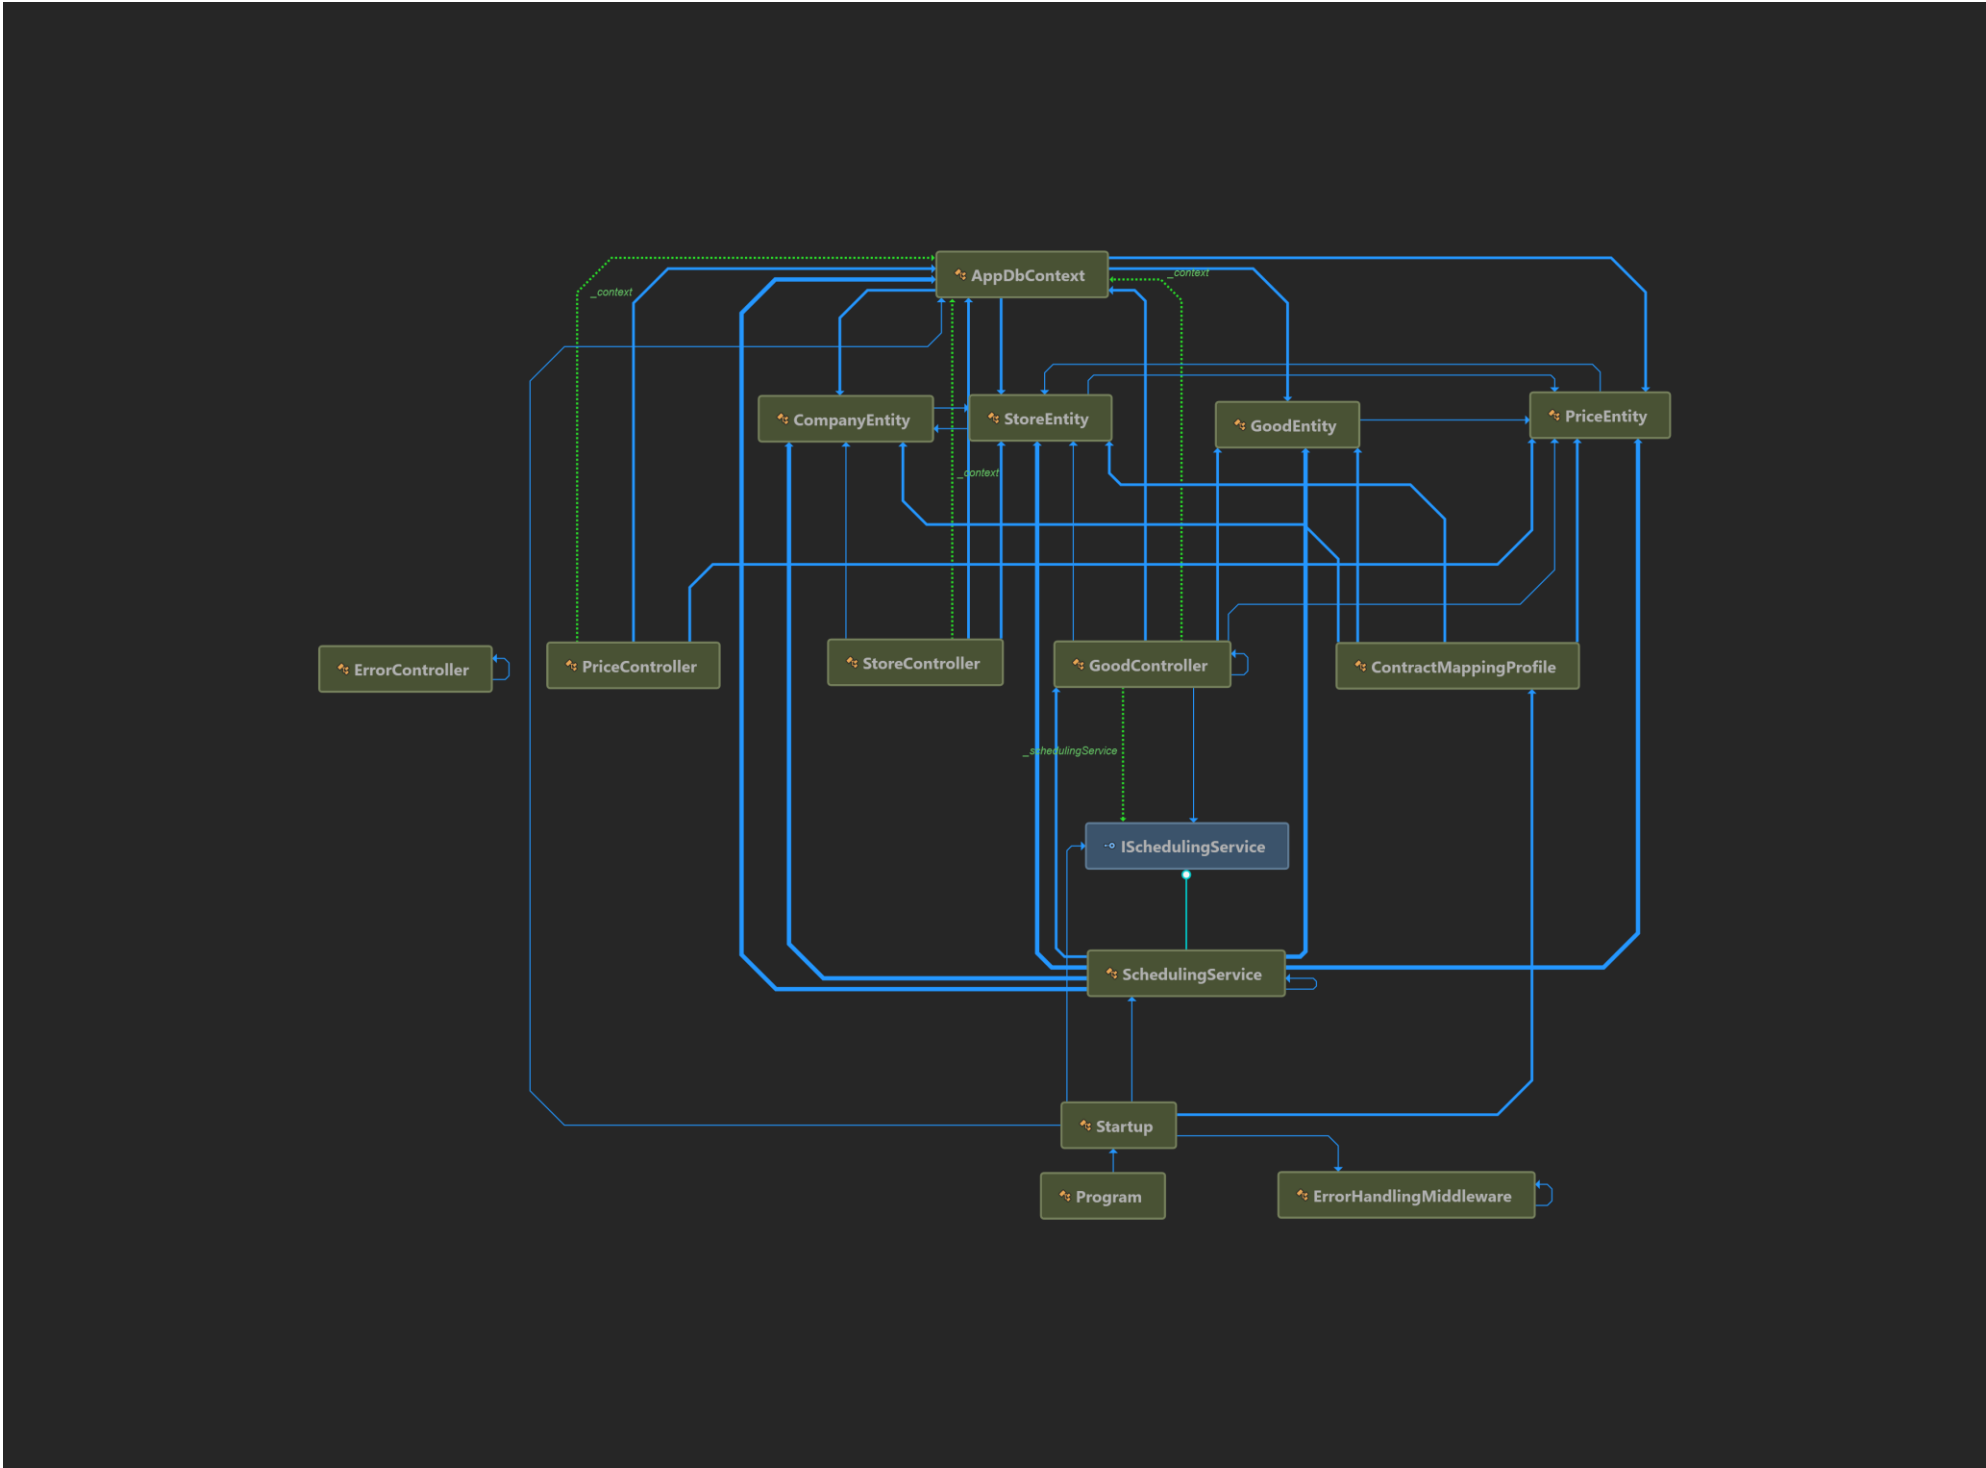 AppDbContext
_context
_context
CompanyEntity
StoreEntity
GoodEntity
PriceEntity
_context
ErrorController
PriceController
StoreController
GoodController
ContractMappingProfile
_schedulingService
ISchedulingService
SchedulingService
Startup
Program
ErrorHandlingMiddleware